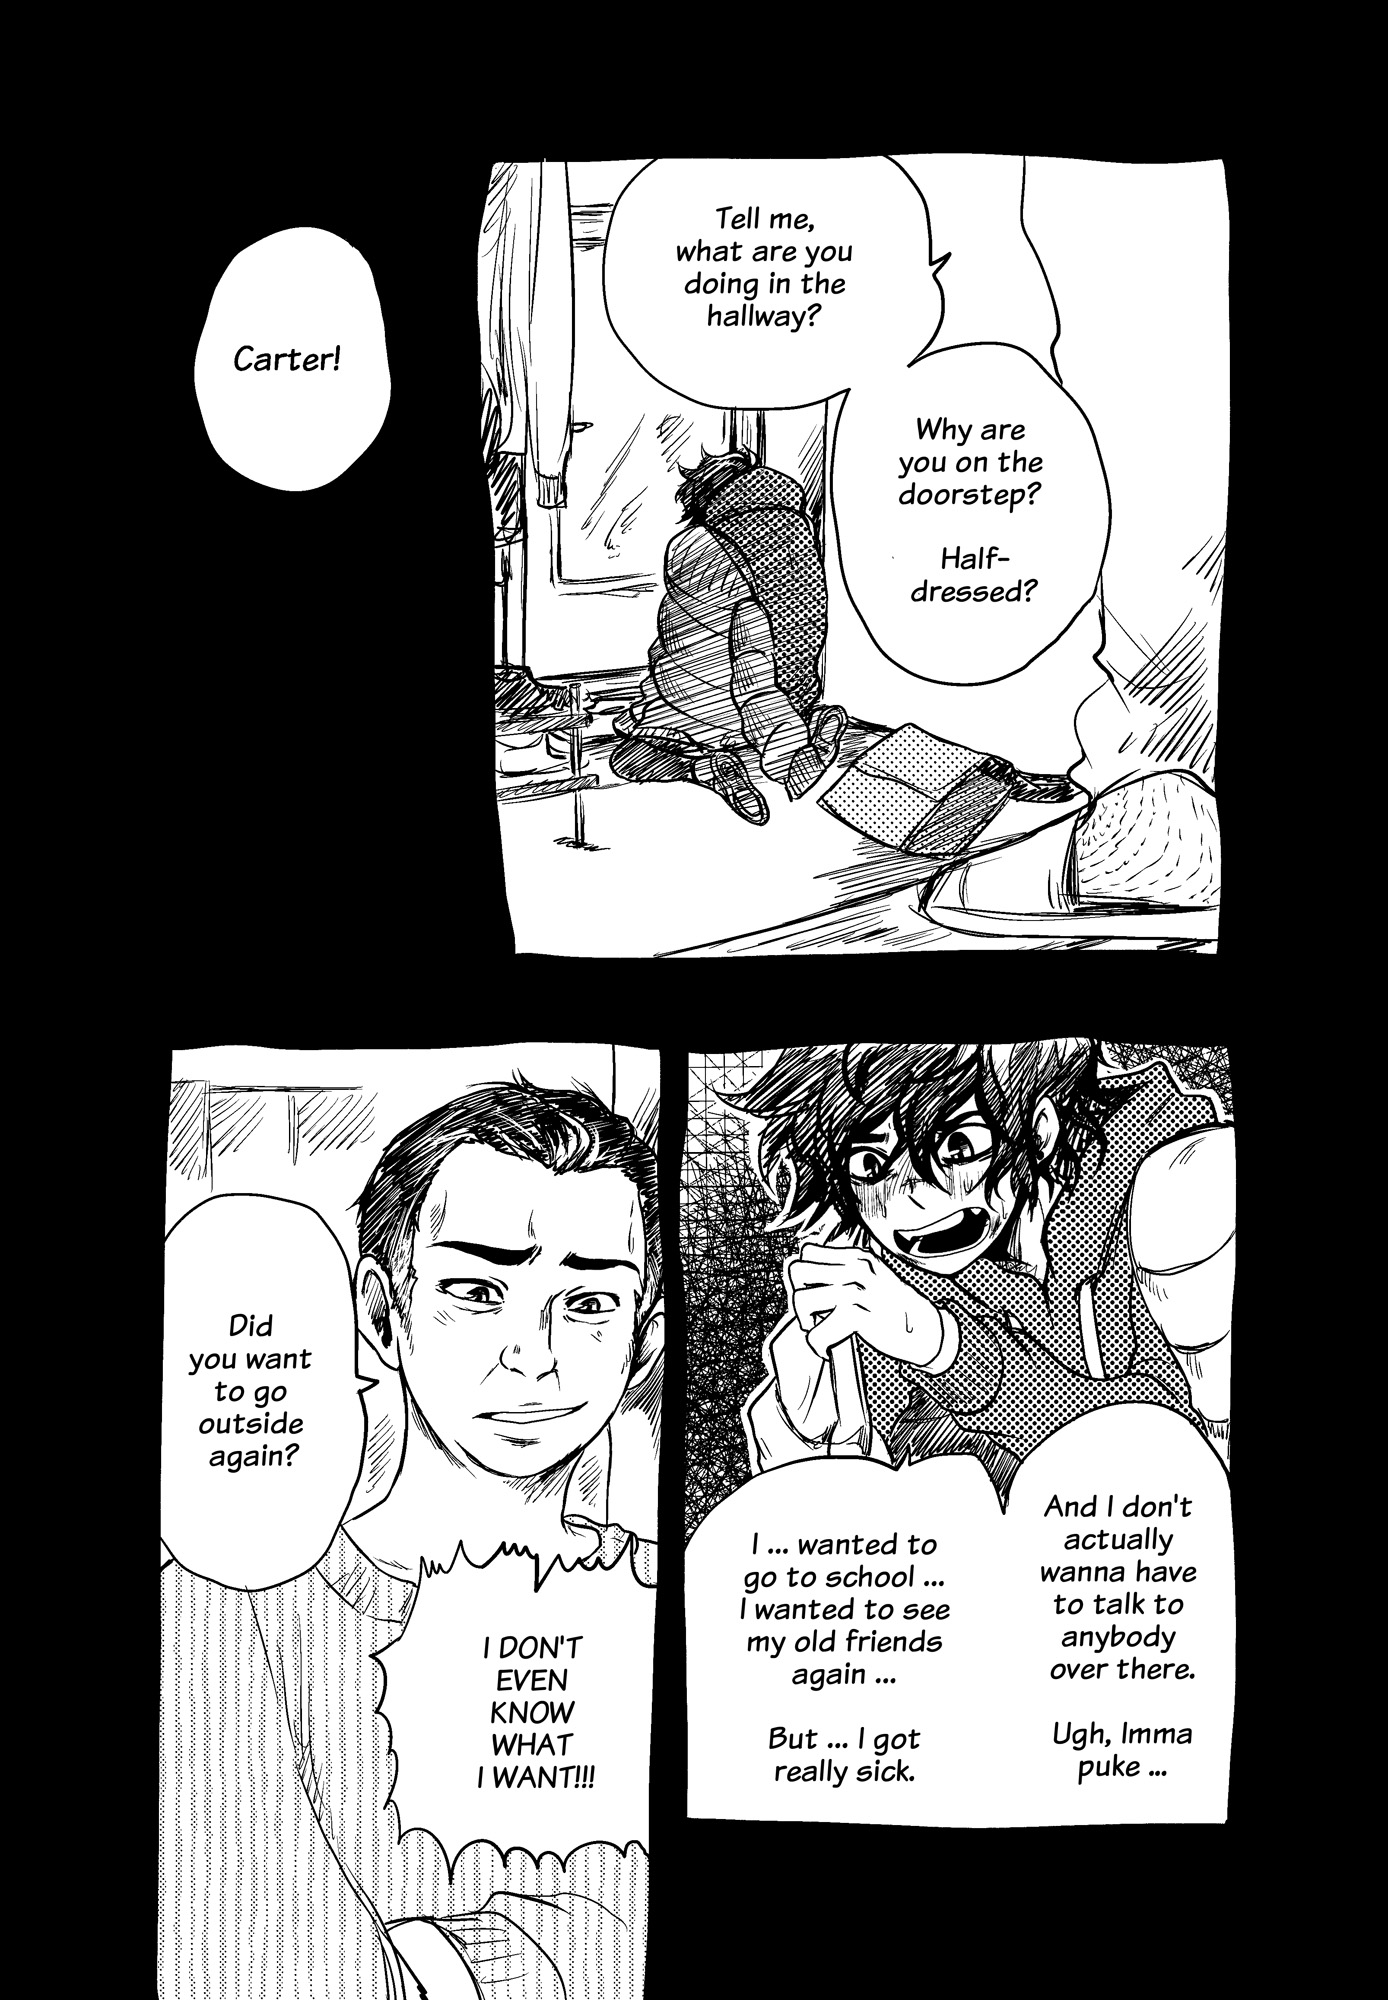 Carter!
Tell me,
what are you
doing in the
hallway?
Why are
you on the
doorstep?
Half-
dressed?
Did
you want
to go
outside
again?
I DON'T
EVEN
KNOW
WHAT
I WANT!!!
I ... wanted to
go to school ...
I wanted to see
my old friends
again ...
But ... I got
really sick.
And I don't
actually
wanna have
to talk to
anybody
over there.
Ugh, Imma
puke ...